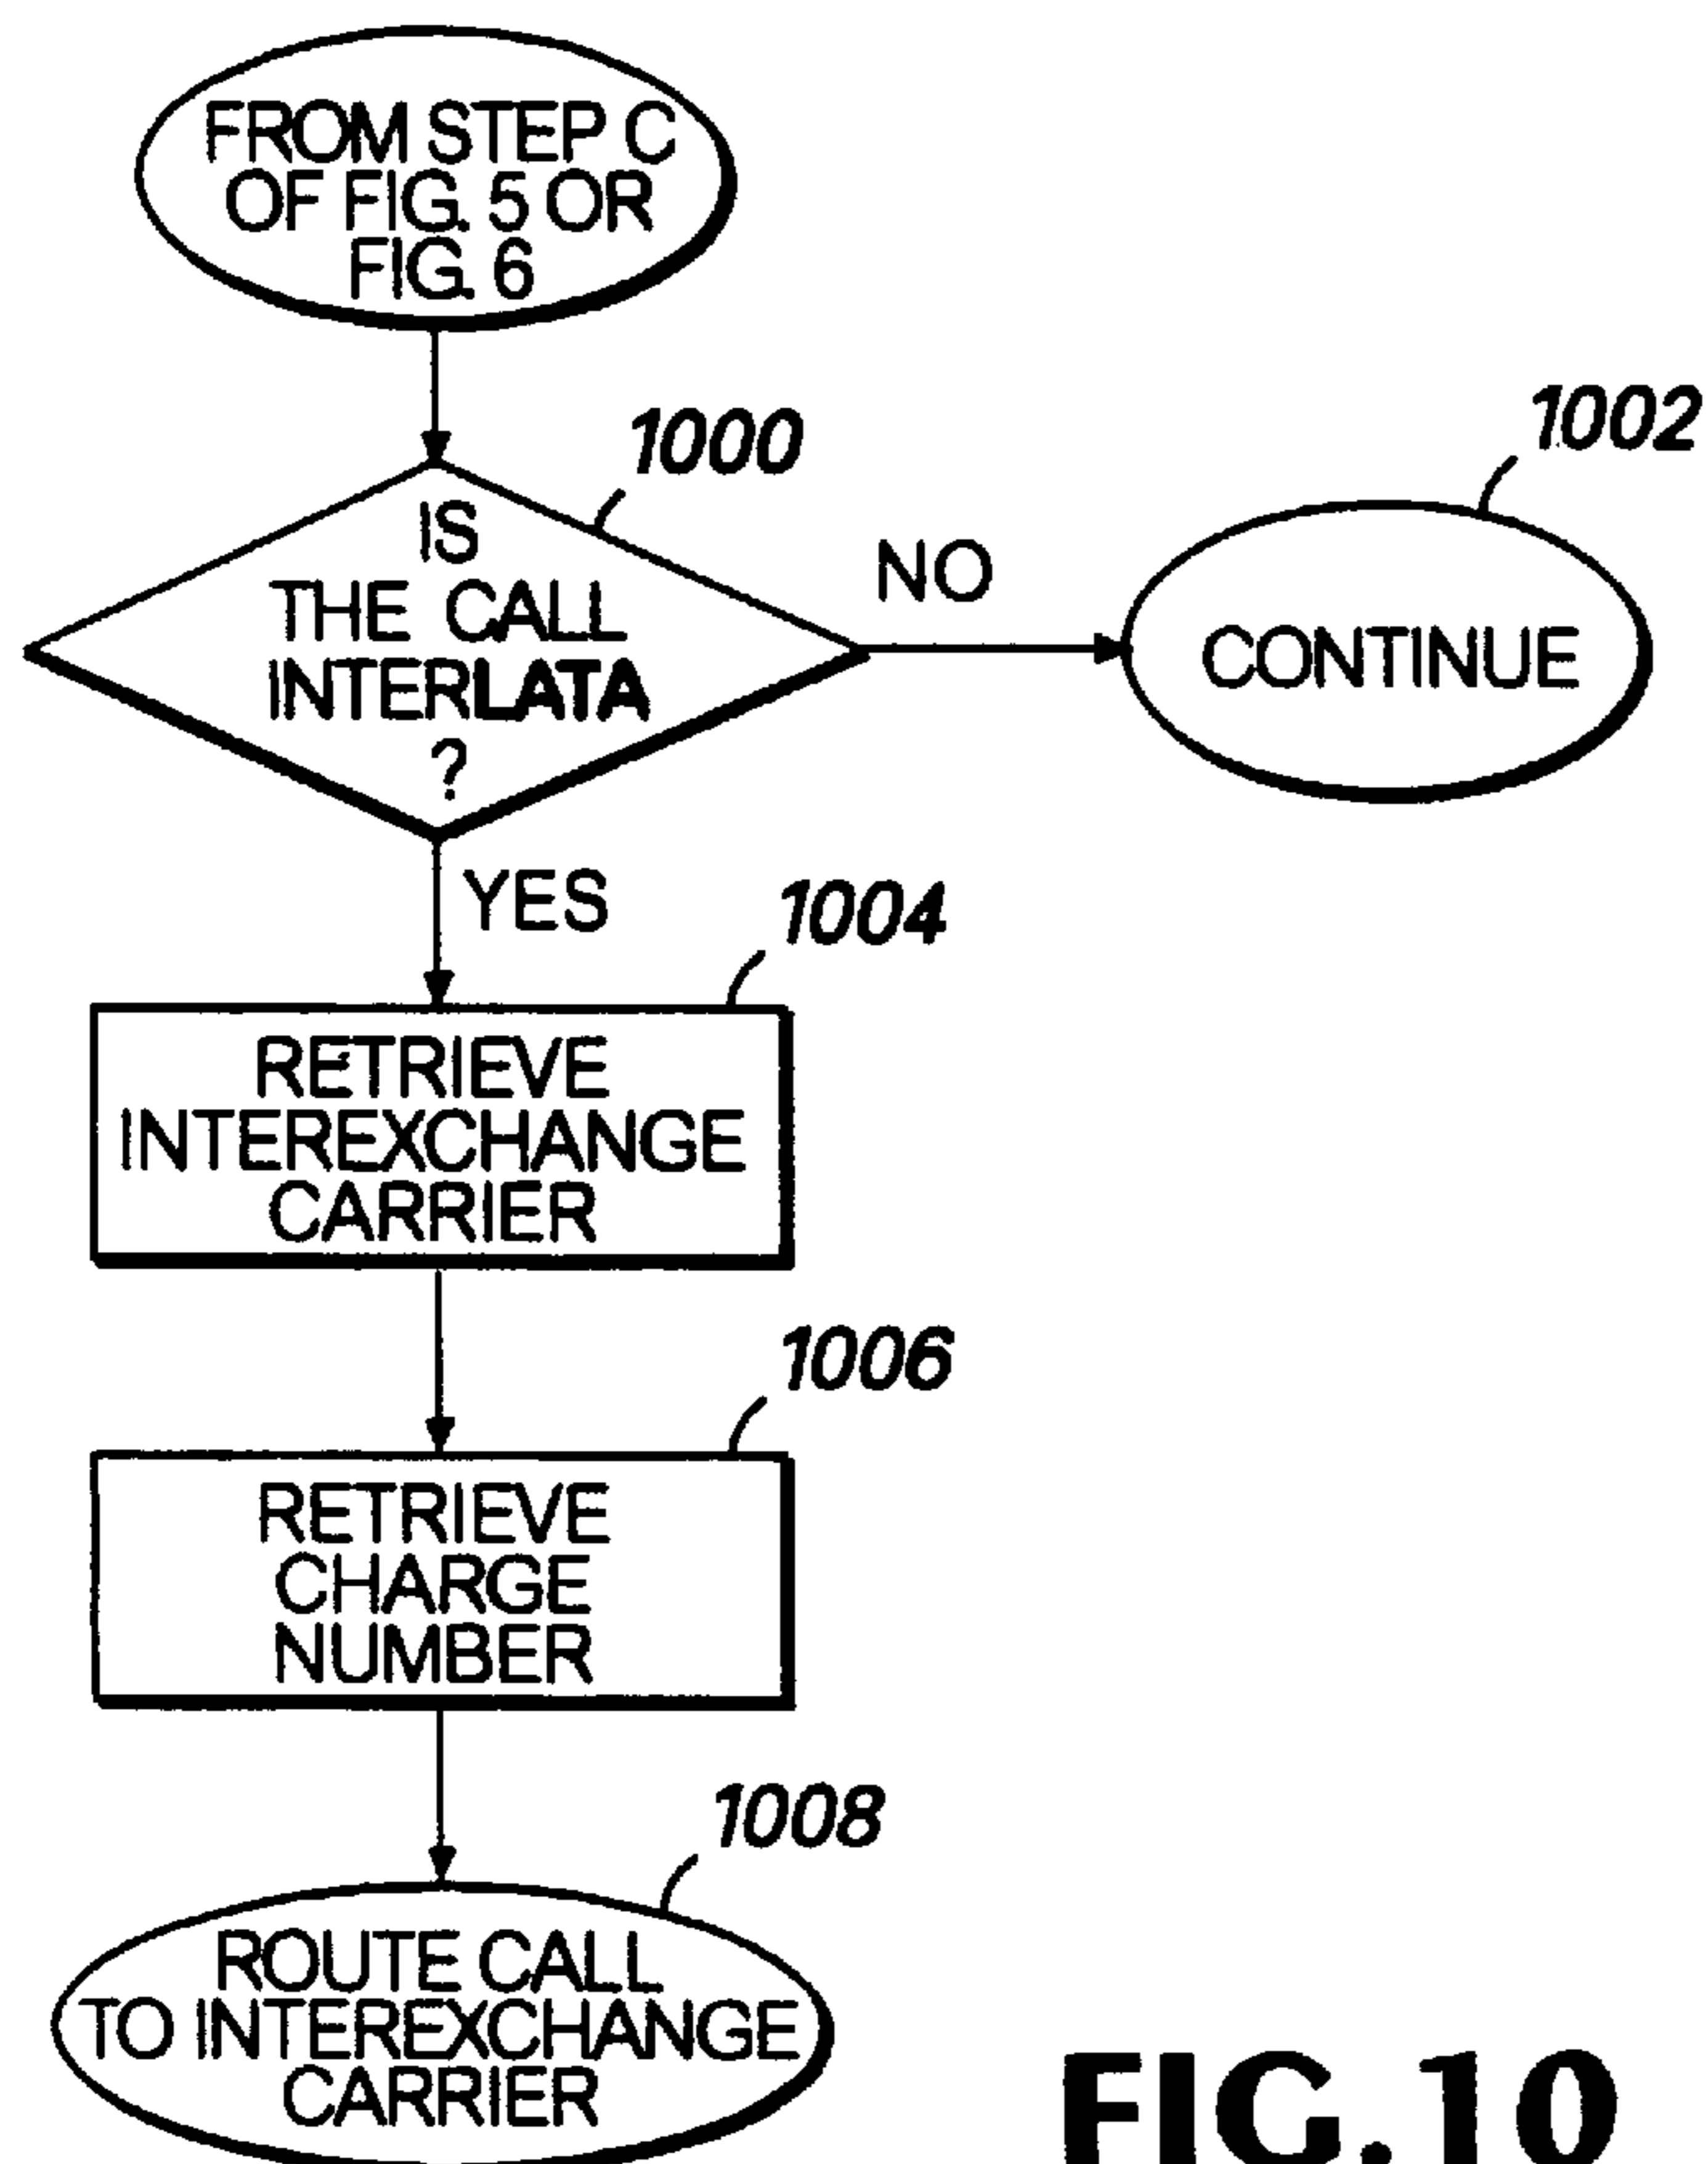 FROM STEP C
OF FIG. 5 OR
FIG. 6
1000
IS
THE CALL
INTERLATA
?
NO
1002
CONTINUE
YES
1004
RETRIEVE
INTEREXCHANGE
CARRIER
1006
RETRIEVE
CHARGE
NUMBER
1008
ROUTE CALL
TO INTEREXCHANGE
CARRIER
FIG.10